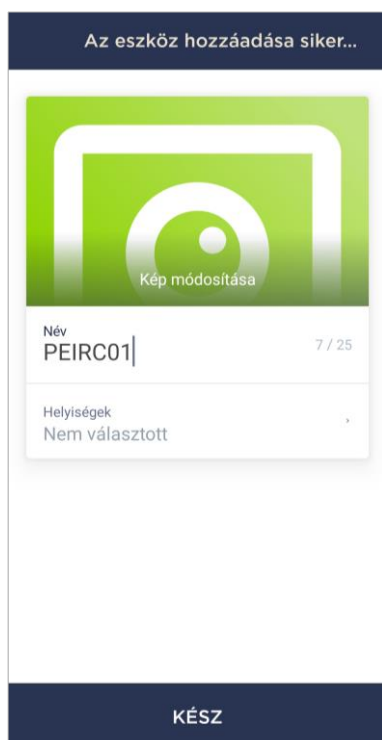 Az eszköz hozzáadása siker...
Kép módosítása
Név
PEIRC01
7 / 25
Helyiségek
Nem választott
KÉSZ